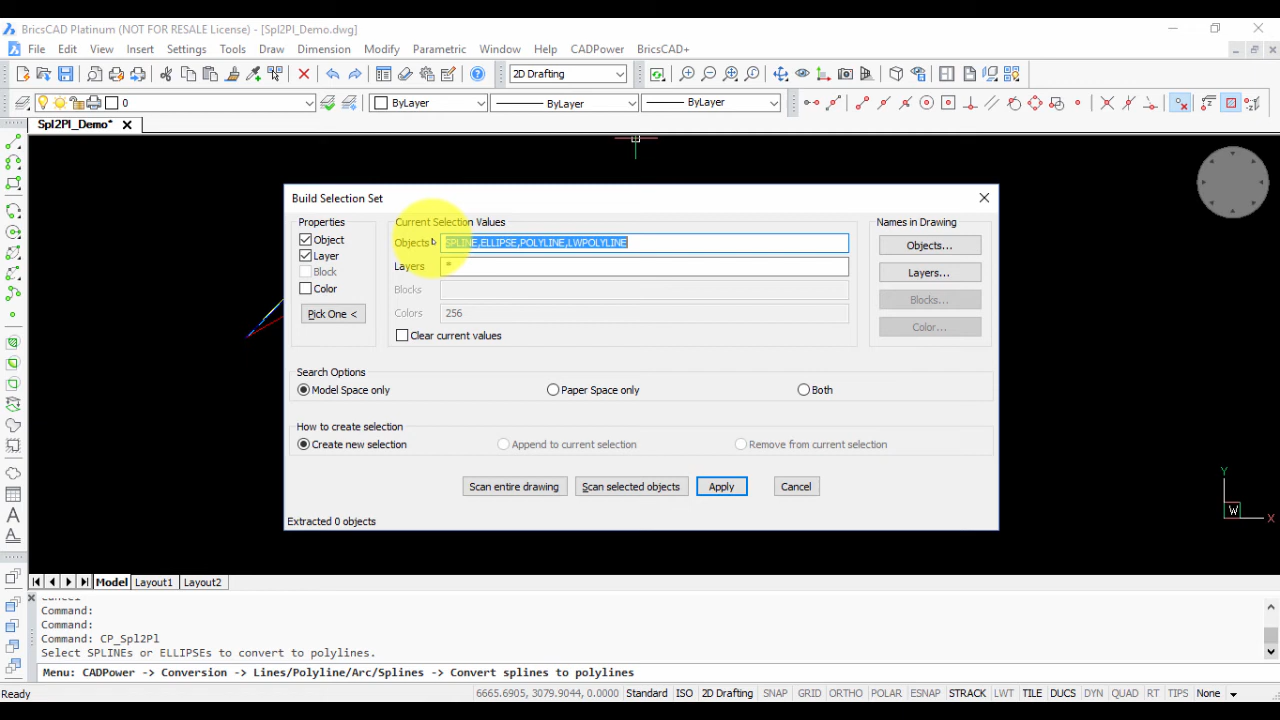 BricsCAD Platinum (NOT FOR RESALE License) - [Spl2Pl_Demo.dwg]
File Edit View Insert Settings Tools Draw Dimension Modify Parametric Window Help CADPower BricsCAD+
2D Drafting
0 ByLayer ByLayer ByLayer
Spl2Pl_Demo*
Build Selection Set
Properties Current Selection Values Names in Drawing
Object Objects SPLINE,ELLIPSE,POLYLINE,LWPOLYLINE Objects...
Layer Layers * Layers...
Block Blocks Blocks...
Color Colors 256 Color...
Pick One <
Clear current values
Search Options
Model Space only Paper Space only Both
How to create selection
Create new selection Append to current selection Remove from current selection
Scan entire drawing Scan selected objects Apply Cancel
Extracted 0 objects
Y
W X
Model Layout1 Layout2
Cancel
Command:
Command:
Command: CP_Spl2Pl
Select SPLINEs or ELLIPSEs to convert to polylines.
Menu: CADPower -> Conversion -> Lines/Polyline/Arc/Splines -> Convert splines to polylines
Ready 6665.6905, 3079.9044, 0.0000 Standard ISO 2D Drafting SNAP GRID ORTHO POLAR ESNAP STRACK LWT TILE DUCS DYN QUAD RT TIPS None